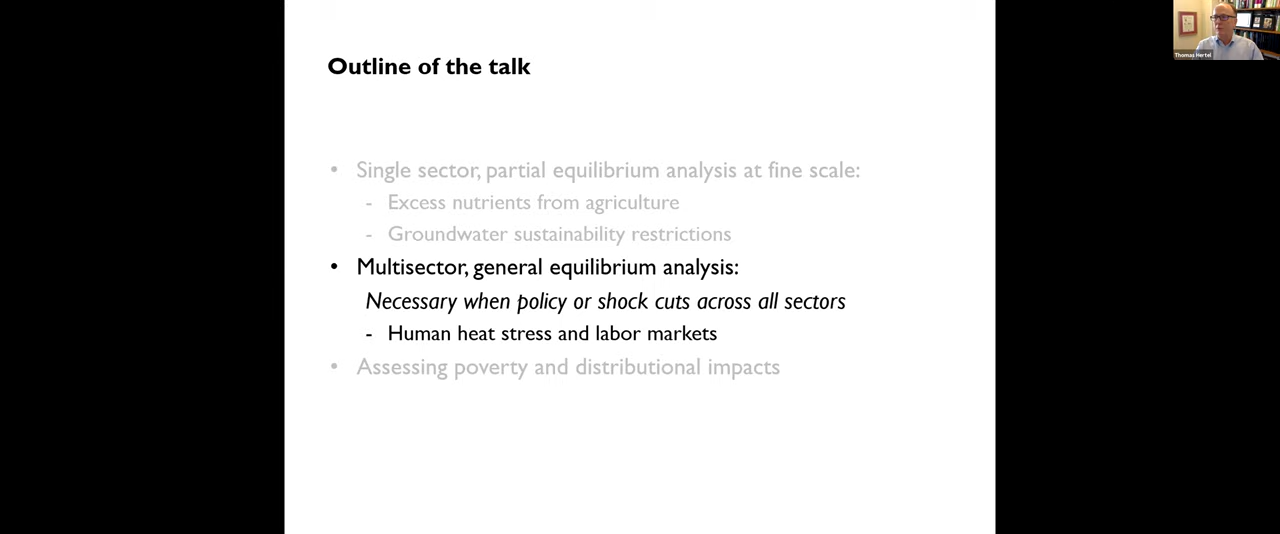 Thomas Hertel
Outline of the talk
• Single sector, partial equilibrium analysis at fine scale:
- Excess nutrients from agriculture
- Groundwater sustainability restrictions
• Multisector, general equilibrium analysis:
Necessary when policy or shock cuts across all sectors
- Human heat stress and labor markets
• Assessing poverty and distributional impacts